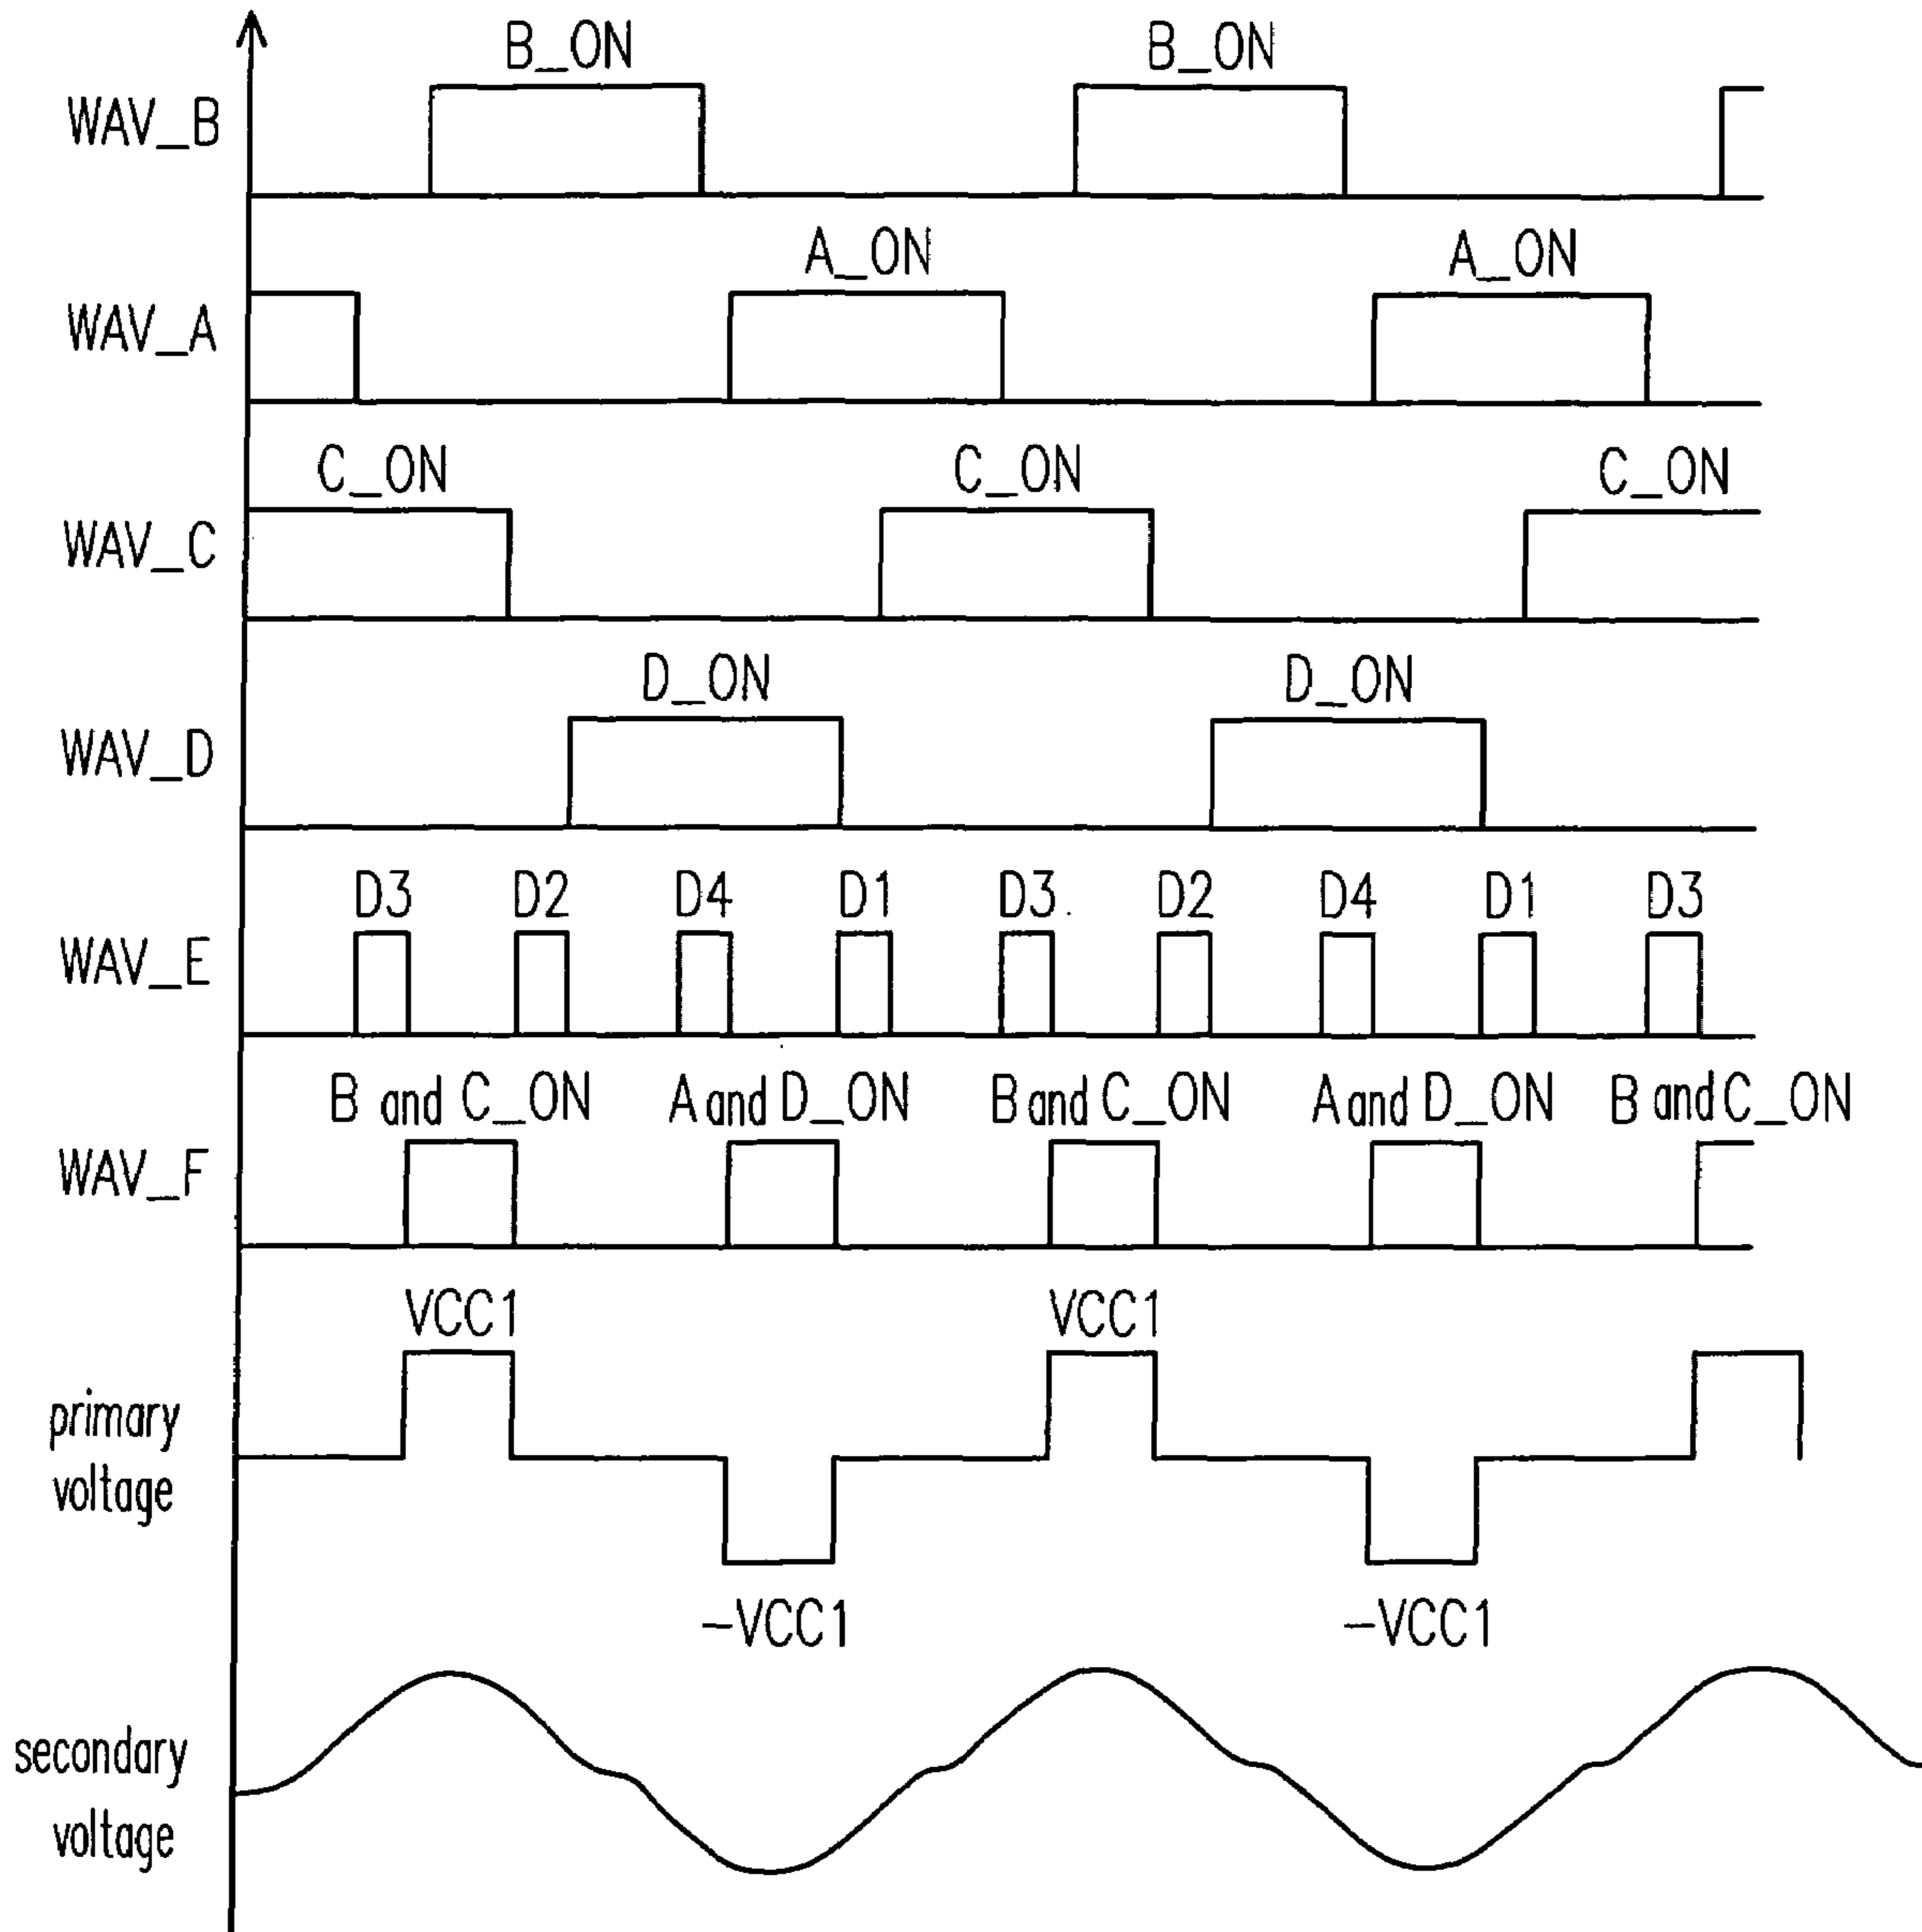 B_ON B_ON
WAV_B
A_ON A_ON
WAV_A
C_ON C_ON C_ON
WAV_C
D_ON D_ON
WAV_D
D3 D2 D4 D1 D3 D2 D4 D1 D3
WAV_E
B and C_ON A and D_ON B and C_ON A and D_ON B and C_ON
WAV_F
VCC1 VCC1
primary
voltage
-VCC1 -VCC1
secondary
voltage